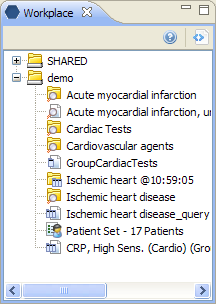 Workplace
SHARED
demo
Acute myocardial infarction
Acute myocardial infarction, un
Cardiac Tests
Cardiovascular agents
GroupCardiacTests
Ischemic heart @10:59:05
Ischemic heart disease
Ischemic heart disease_query
Patient Set - 17 Patients
CRP, High Sens. (Cardio) (Gro